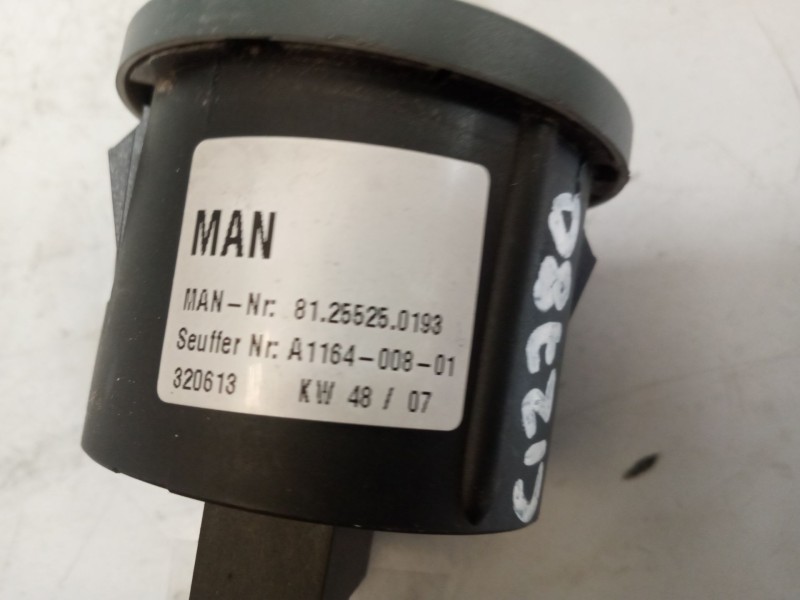 MAN
MAN-Nr. 81.25525.0193
Seuffer Nr. A1164-008-01
320613 KW 48 / 07
C12380